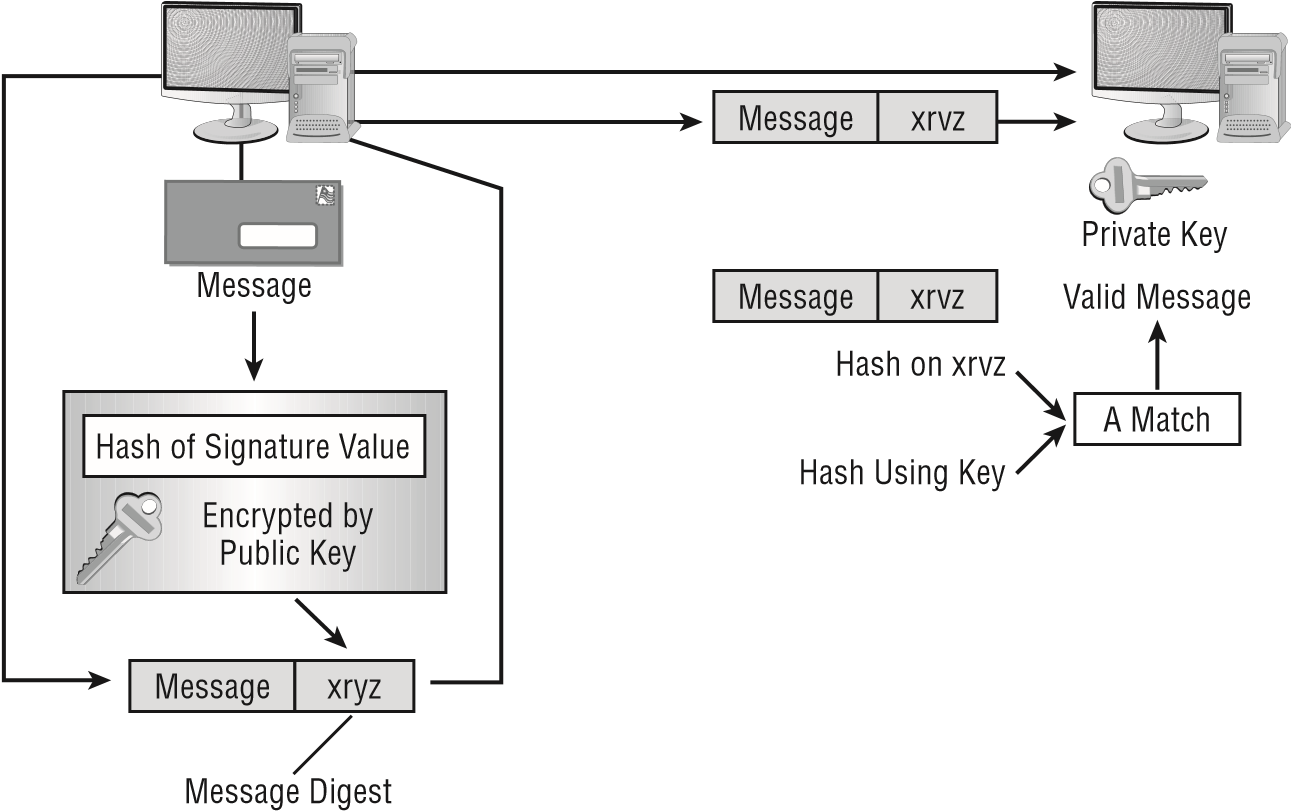 Message xrvz
Private Key
Message
Message xrvz
Valid Message
Hash on xrvz
A Match
Hash Using Key
Hash of Signature Value
Encrypted by
Public Key
Message xryz
Message Digest